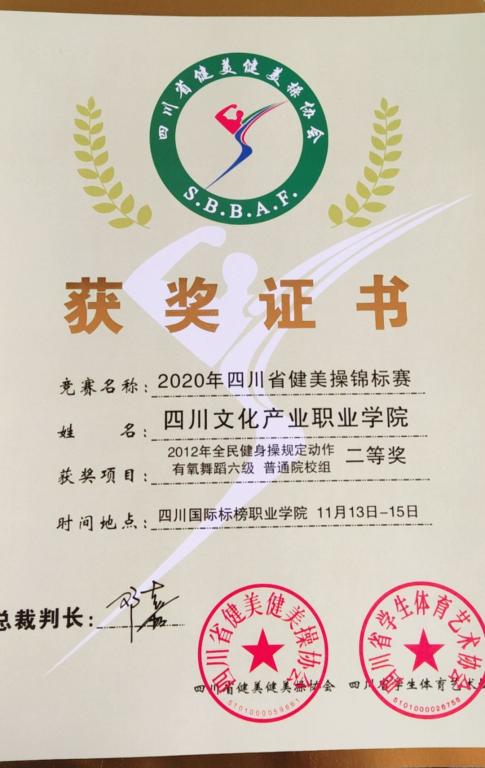 四川省健美健美操协会
S.B.B.A.F.
获奖证书
竞赛名称：2020年四川省健美操锦标赛
姓 名：四川文化产业职业学院
获奖项目：2012年全民健身操规定动作
有氧舞蹈六级 普通院校组 二等奖
时间地点：四川国际标榜职业学院 11月13日-15日
总裁判长：
四川省健美健美操协会
四川省学生体育艺术协会
四川省健美健美操协会 四川省学生体育艺术
5101000059861
5101000026758